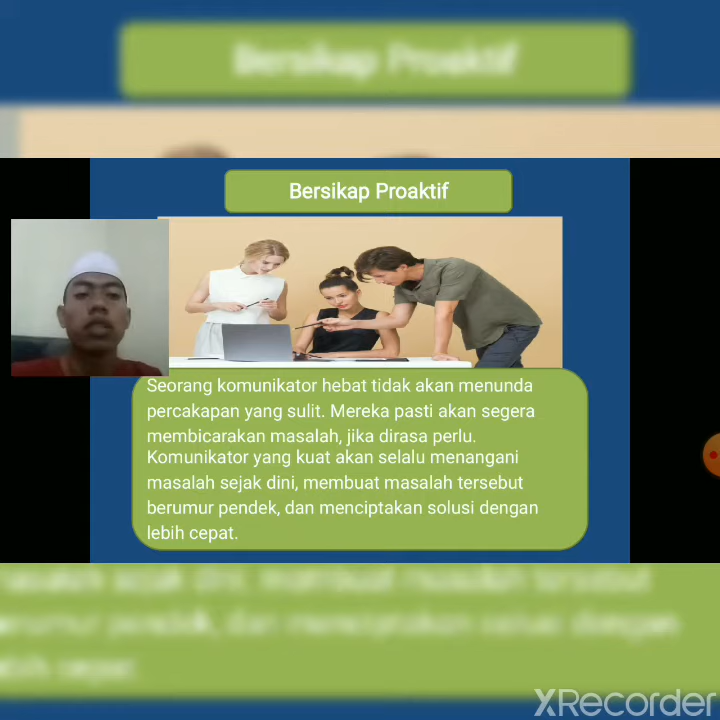 Bersikap Proaktif
Bersikap Proaktif
Seorang komunikator hebat tidak akan menunda
percakapan yang sulit. Mereka pasti akan segera
membicarakan masalah, jika dirasa perlu.
Komunikator yang kuat akan selalu menangani
masalah sejak dini, membuat masalah tersebut
berumur pendek, dan menciptakan solusi dengan
lebih cepat.
XRecorder